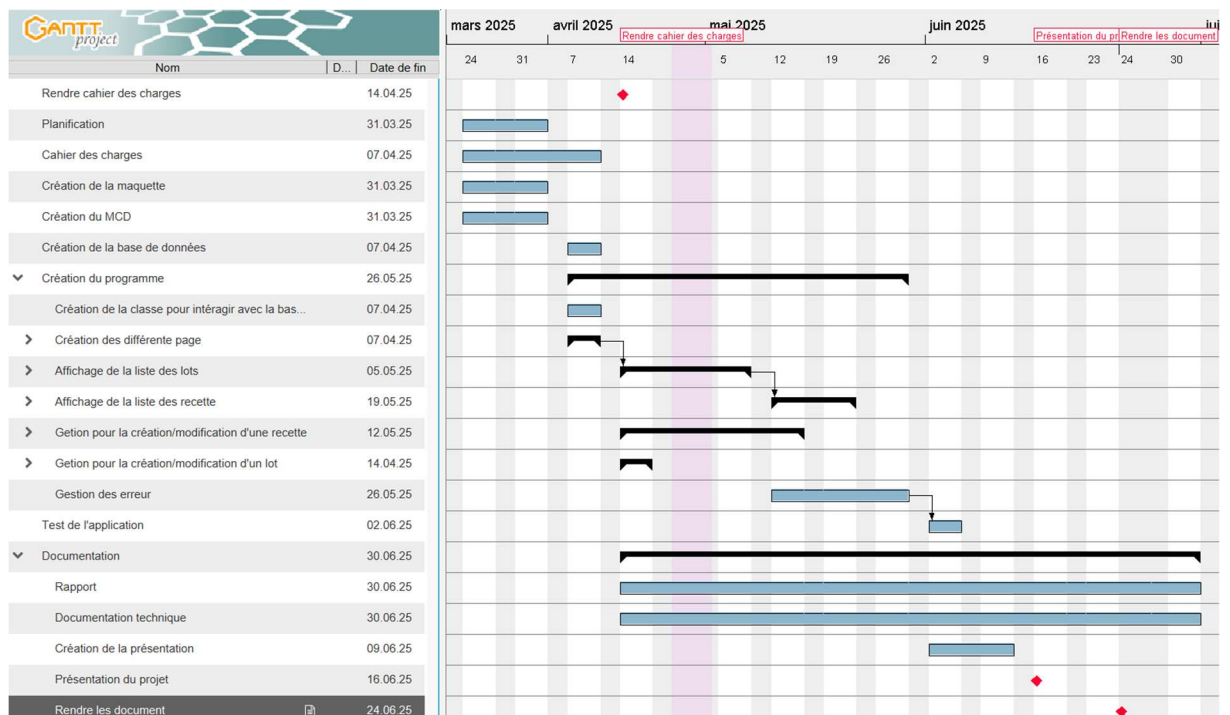 GANTT
project
mars 2025 avril 2025 mai 2025 juin 2025 jui
Rendre cahier des charges Présentation du pr Rendre les document
Nom D... Date de fin
24 31 7 14 5 12 19 26 2 9 16 23 24 30
Rendre cahier des charges 14.04.25
Planification 31.03.25
Cahier des charges 07.04.25
Création de la maquette 31.03.25
Création du MCD 31.03.25
Création de la base de données 07.04.25
Création du programme 26.05.25
Création de la classe pour intéragir avec la bas... 07.04.25
Création des différente page 07.04.25
Affichage de la liste des lots 05.05.25
Affichage de la liste des recette 19.05.25
Getion pour la création/modification d'une recette 12.05.25
Getion pour la création/modification d'un lot 14.04.25
Gestion des erreur 26.05.25
Test de l'application 02.06.25
Documentation 30.06.25
Rapport 30.06.25
Documentation technique 30.06.25
Création de la présentation 09.06.25
Présentation du projet 16.06.25
Rendre les document 24.06.25